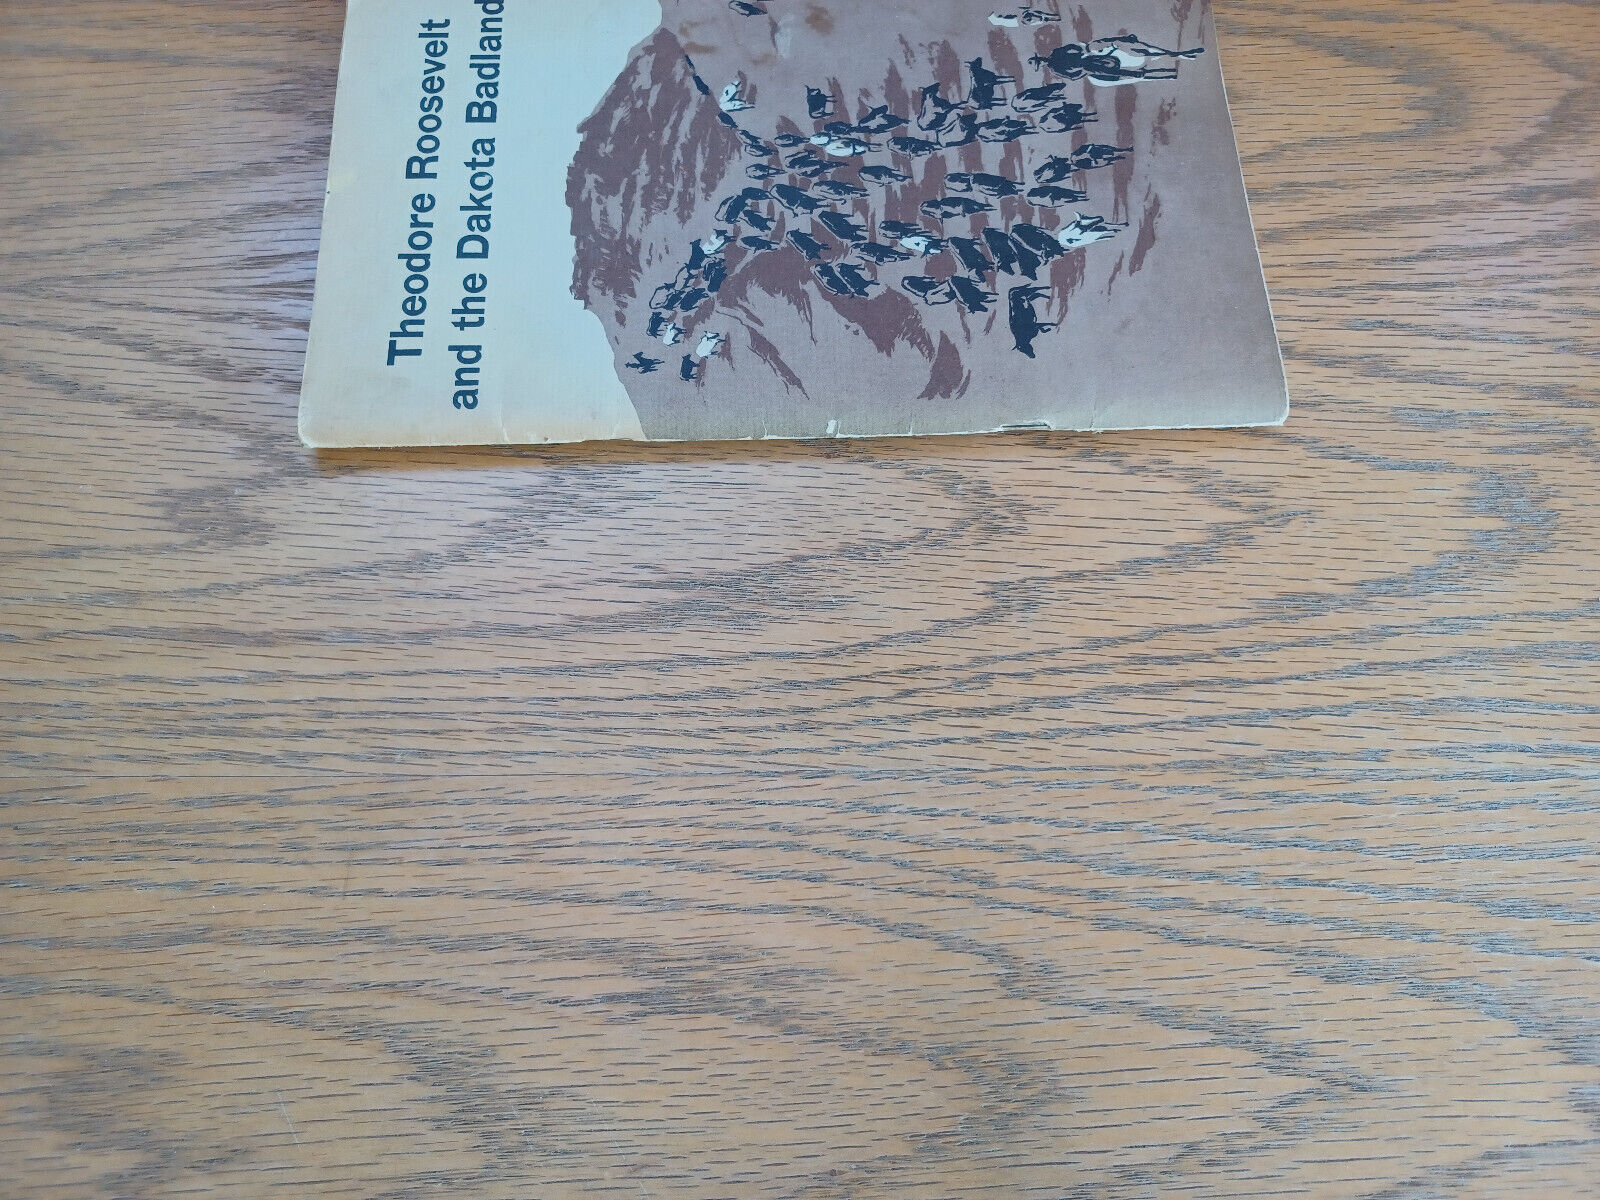 Theodore Roosevelt
and the Dakota Badland